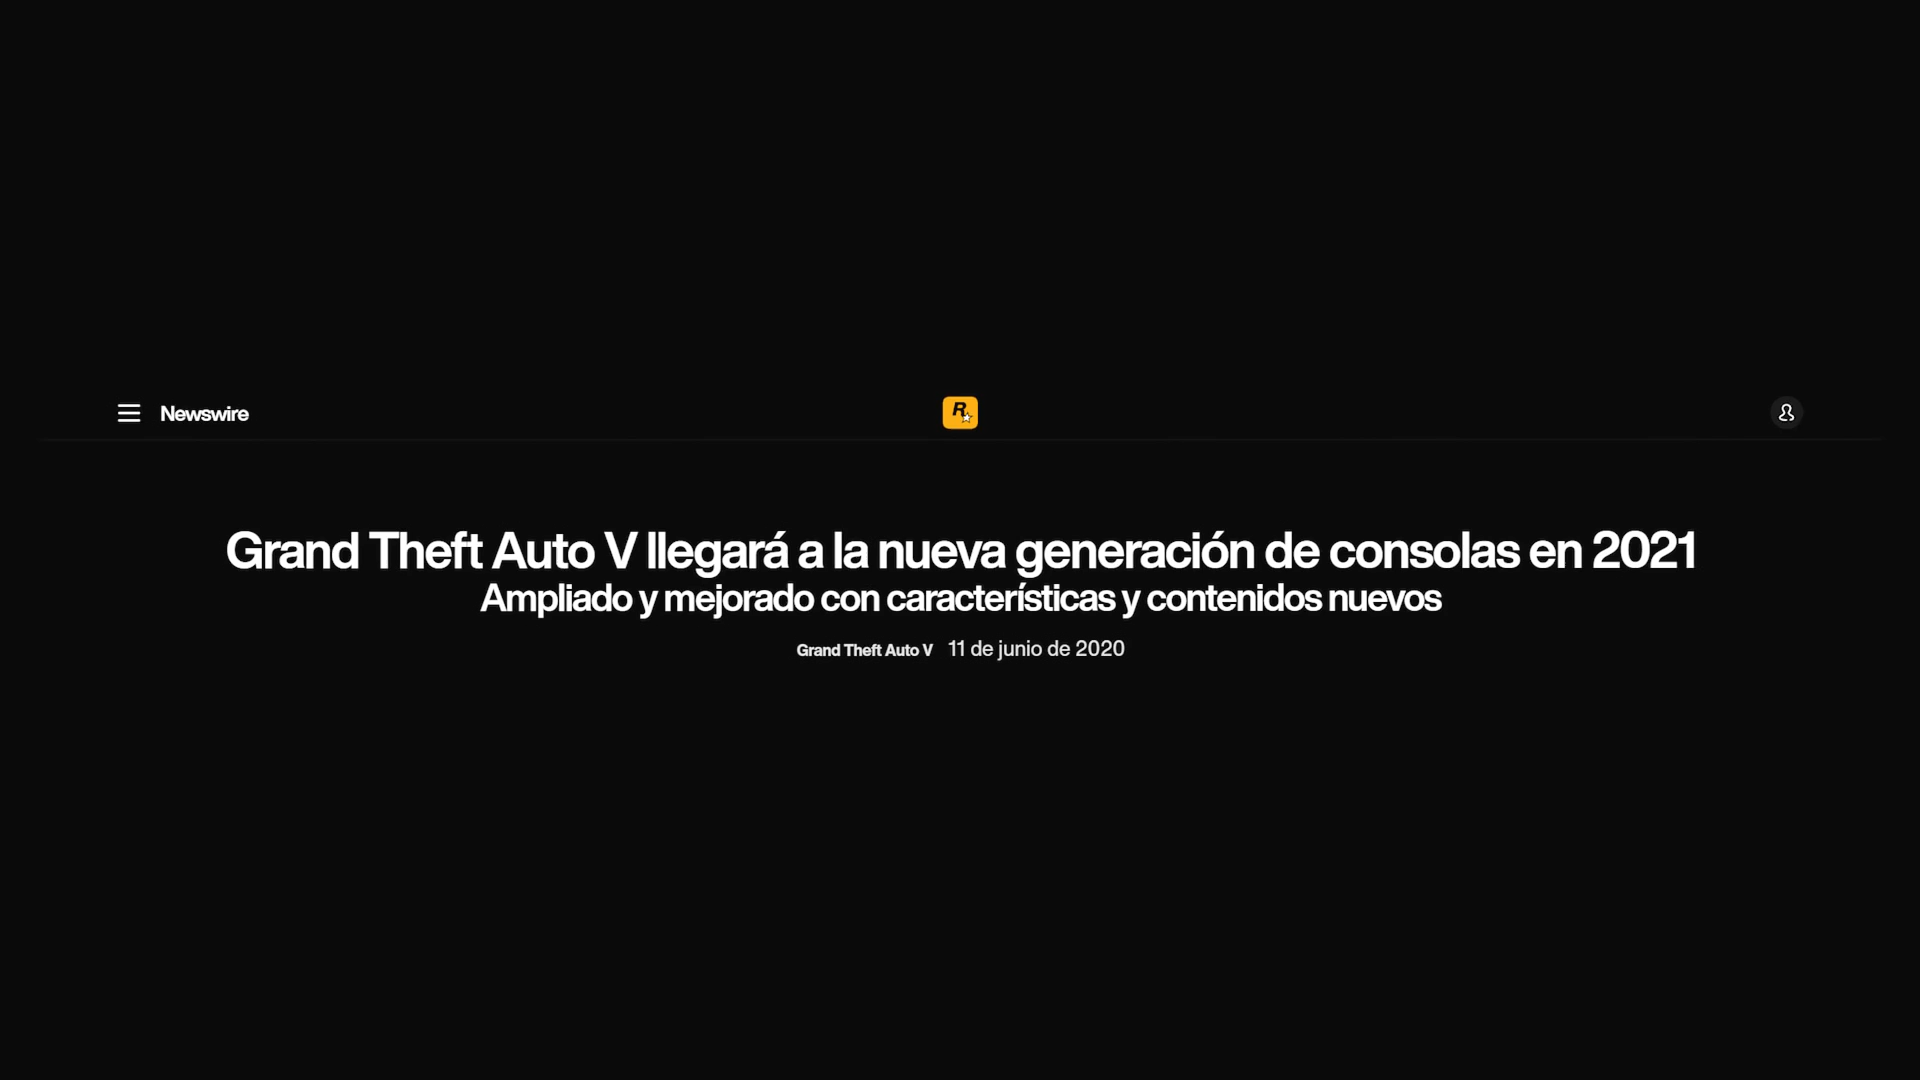 Newswire
R
Grand Theft Auto V llegará a la nueva generación de consolas en 2021
Ampliado y mejorado con características y contenidos nuevos
Grand Theft Auto V 11 de junio de 2020